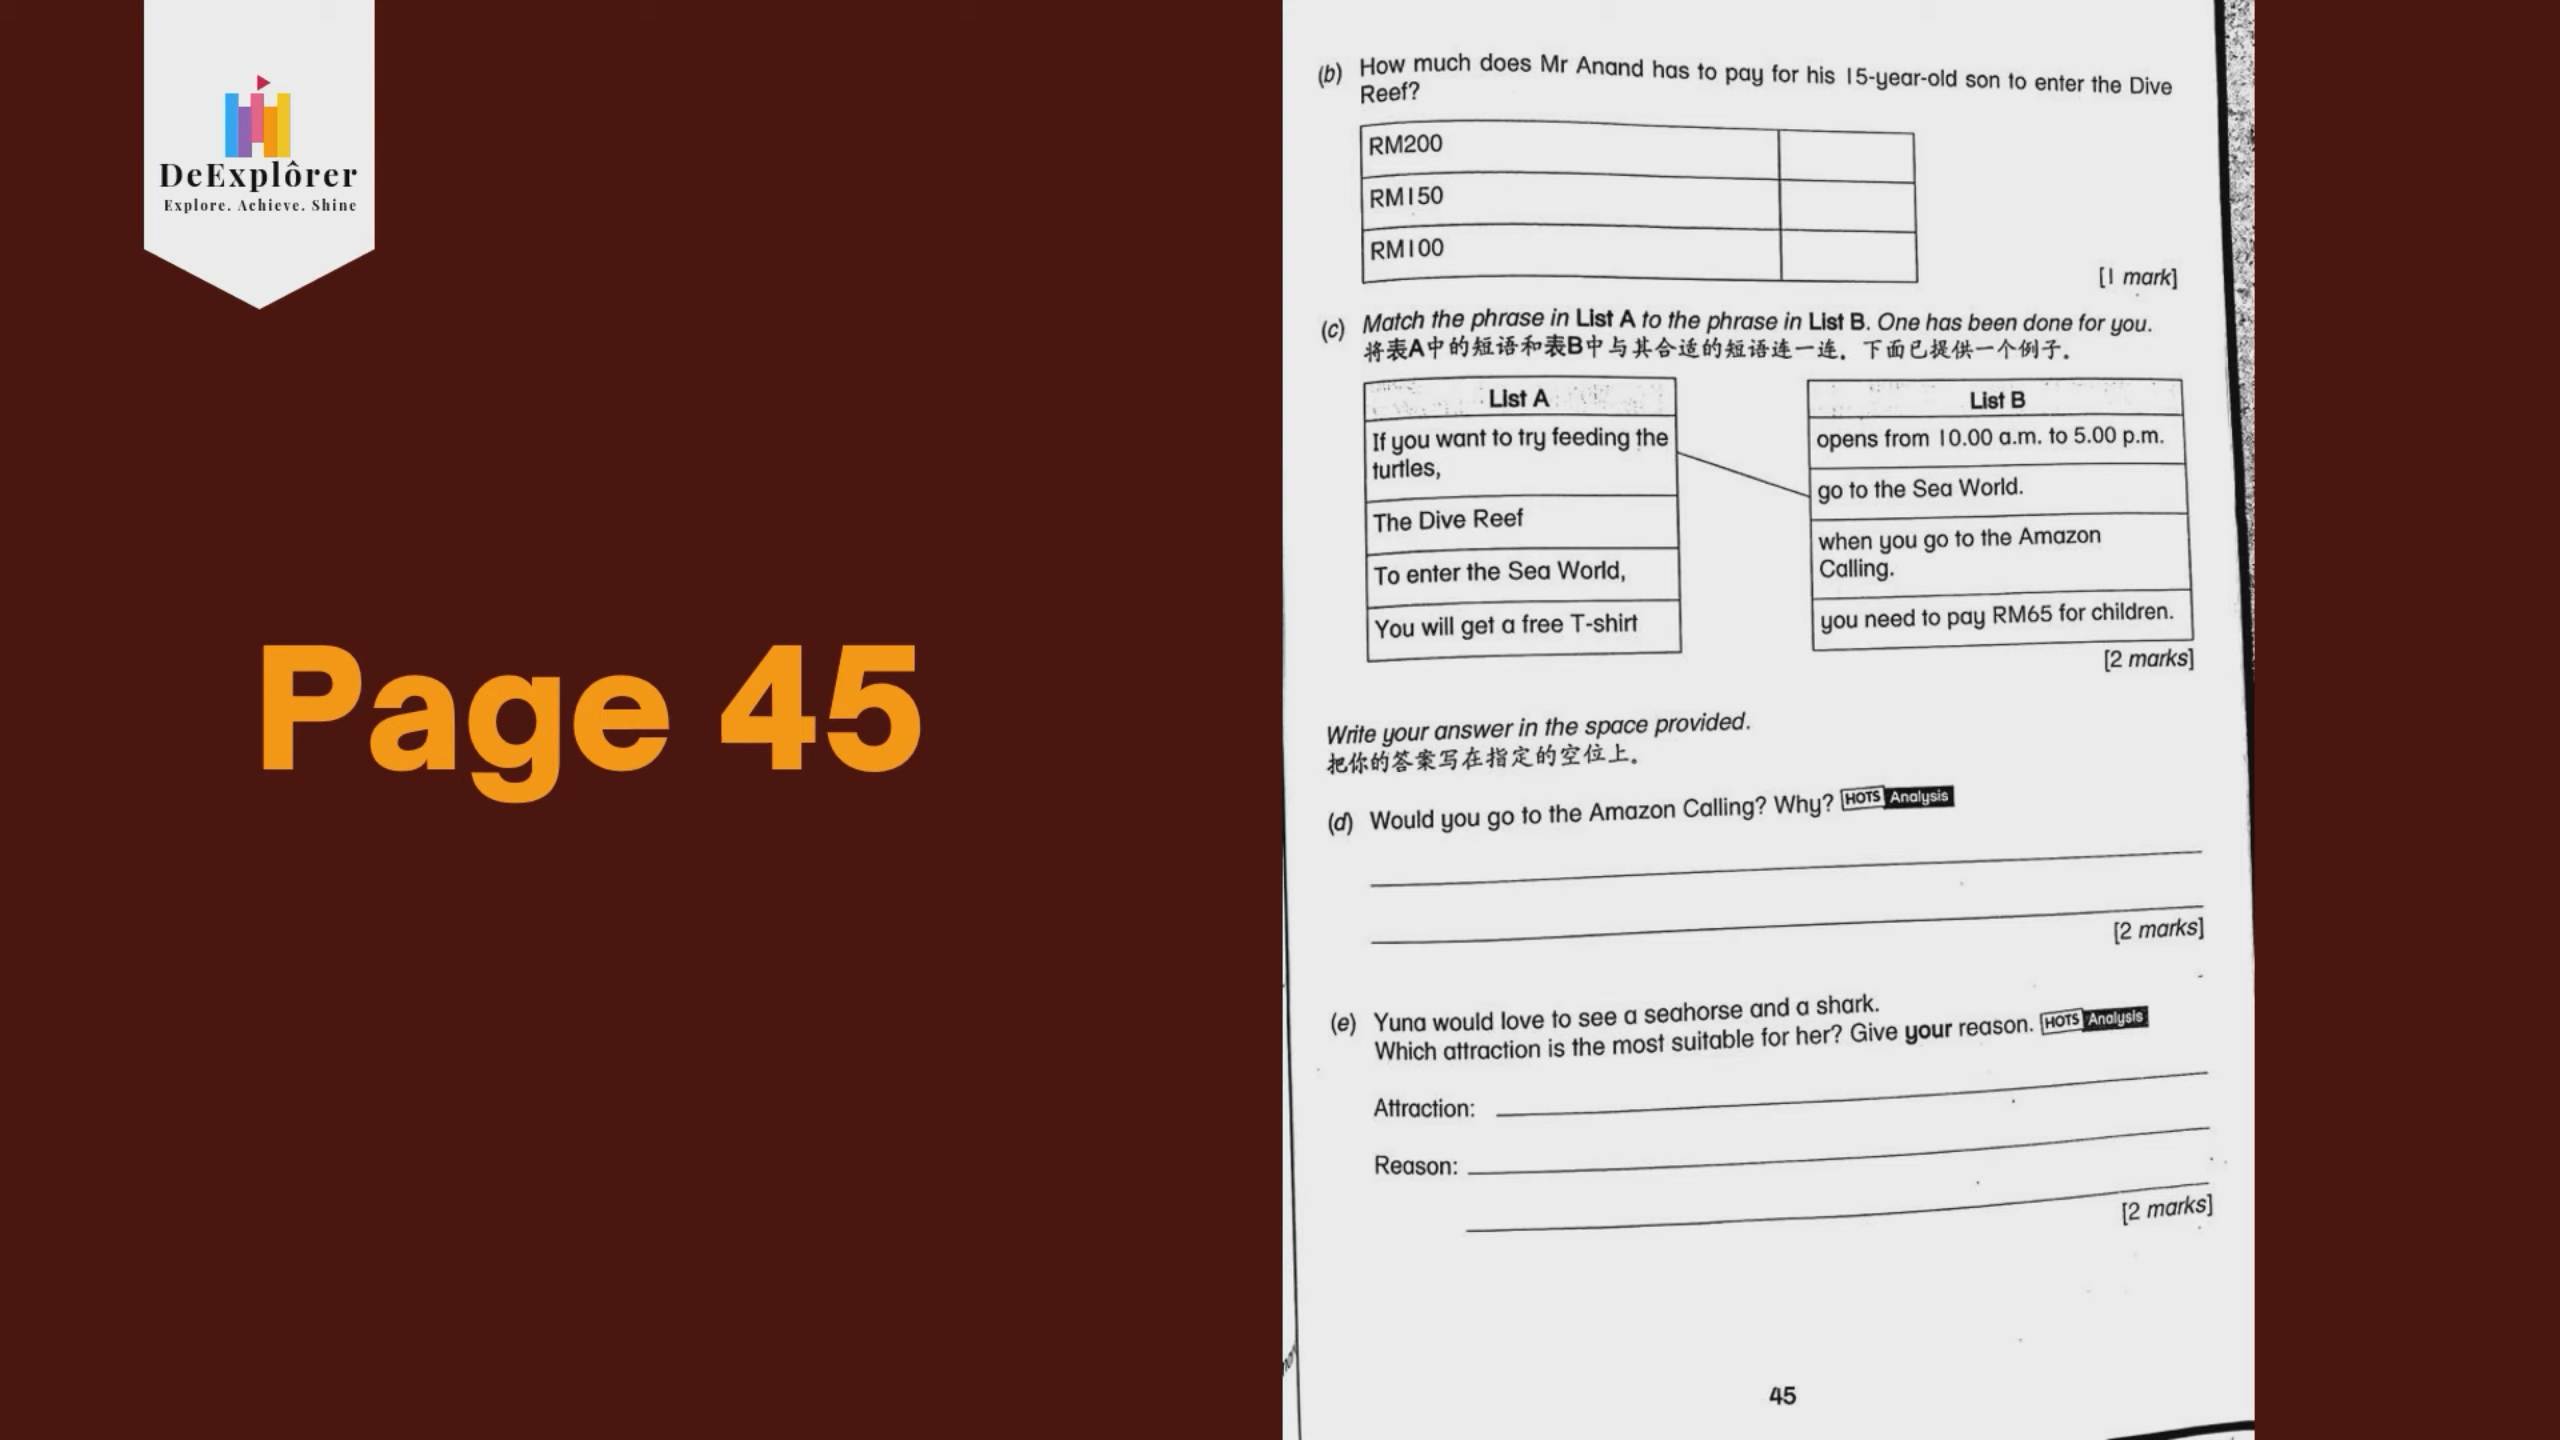 DeExplôrer
Explore. Achieve. Shine
Page 45
(b) How much does Mr Anand has to pay for his 15-year-old son to enter the Dive
Reef?
RM200
RM150
RM100
[1 mark]
(c) Match the phrase in List A to the phrase in List B. One has been done for you.
将表A中的短语和表B中与其合适的短语连一连。下面已提供一个例子。
List A
If you want to try feeding the
turtles,
The Dive Reef
To enter the Sea World,
You will get a free T-shirt
List B
opens from 10.00 a.m. to 5.00 p.m.
go to the Sea World.
when you go to the Amazon
Calling.
you need to pay RM65 for children.
[2 marks]
Write your answer in the space provided.
把你的答案写在指定的空位上。
(d) Would you go to the Amazon Calling? Why? HOTS Analysis
[2 marks]
(e) Yuna would love to see a seahorse and a shark.
Which attraction is the most suitable for her? Give your reason. HOTS Analysis
Attraction:
Reason:
[2 marks]
45